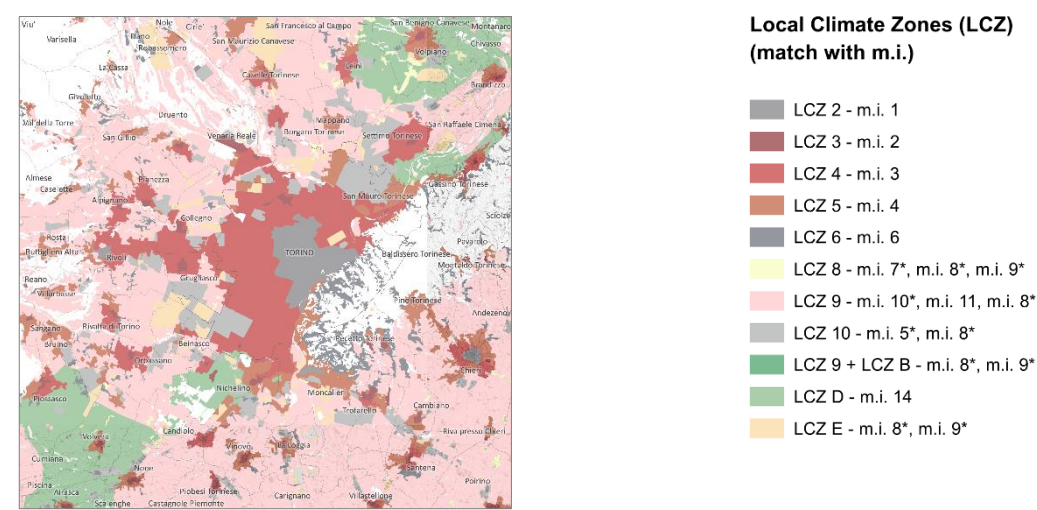 Viu'
Nole
Cirie'
San Francesco al Campo
San Benigno Canavese
Montanaro
Varisella
Fiano
Robassomero
San Maurizio Canavese
Volpiano
Chivasso
La Cassa
Leini
Caselle Torinese
Brandizzo
Givoletto
Val della Torre
Druento
Mappano
San Raffaele Cimena
San Gillio
Venaria Reale
Borgaro Torinese
Settimo Torinese
Almese
Caselette
Pianezza
Gassino Torinese
Alpignano
San Mauro Torinese
Collegno
Sciolze
Rosta
Pavarolo
Buttigliera Alta
Rivoli
TORINO
Baldissero Torinese
Montaldo Torinese
Reano
Grugliasco
Villarbasse
Pino Torinese
Andezeno
Sangano
Rivalta di Torino
Bruino
Beinasco
Pecetto Torinese
Orbassano
Chieri
Nichelino
Moncalieri
Piossasco
Cambiano
Trofarello
Volvera
Candiolo
Riva presso Chieri
Vinovo
La Loggia
Cumiana
None
Santena
Piscina
Airasca
Piobesi Torinese
Poirino
Scalenghe
Castagnole Piemonte
Carignano
Villastellone
Local Climate Zones (LCZ)
(match with m.i.)
LCZ 2 - m.i. 1
LCZ 3 - m.i. 2
LCZ 4 - m.i. 3
LCZ 5 - m.i. 4
LCZ 6 - m.i. 6
LCZ 8 - m.i. 7*, m.i. 8*, m.i. 9*
LCZ 9 - m.i. 10*, m.i. 11, m.i. 8*
LCZ 10 - m.i. 5*, m.i. 8*
LCZ 9 + LCZ B - m.i. 8*, m.i. 9*
LCZ D - m.i. 14
LCZ E - m.i. 8*, m.i. 9*